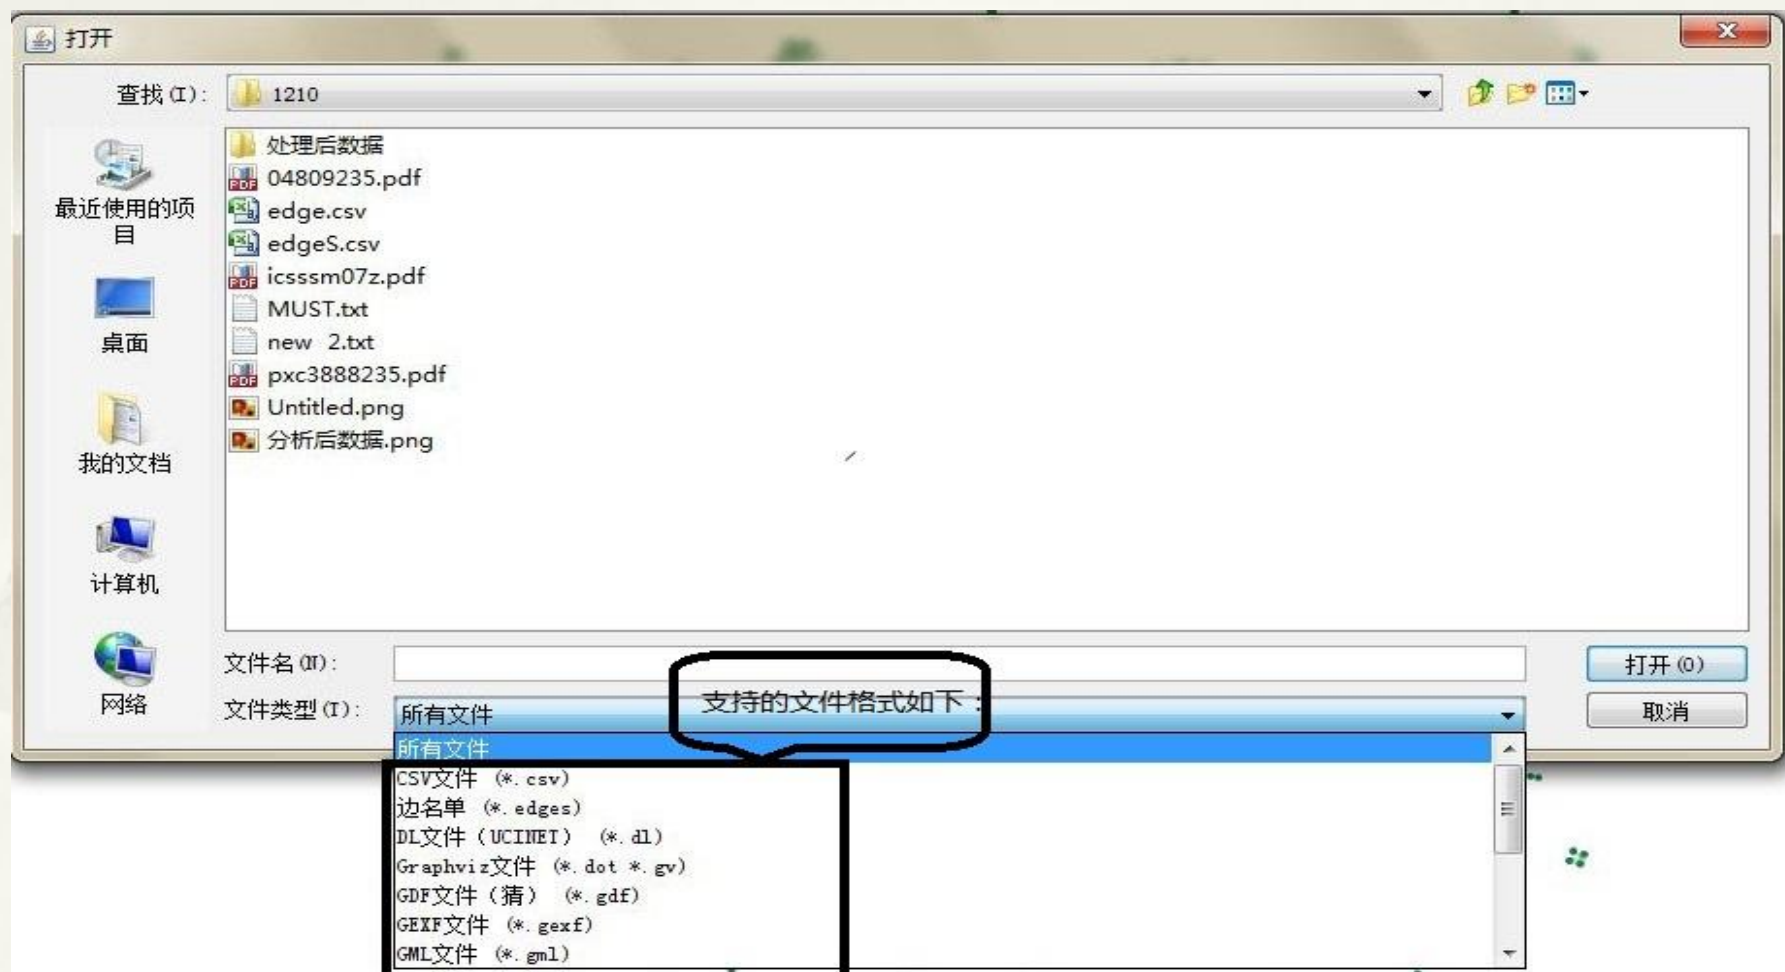 打开
查找(I):
1210
处理后数据
04809235.pdf
edge.csv
edgeS.csv
icsssm07z.pdf
MUST.txt
new 2.txt
pxc3888235.pdf
Untitled.png
分析后数据.png
最近使用的项
目
桌面
我的文档
计算机
网络
文件名(N):
打开(O)
文件类型(T):
所有文件
支持的文件格式如下：
取消
所有文件
CSV文件 (*.csv)
边名单 (*.edges)
DL文件（UCINET） (*.dl)
Graphviz文件 (*.dot *.gv)
GDF文件（猜） (*.gdf)
GEXF文件 (*.gexf)
GML文件 (*.gml)